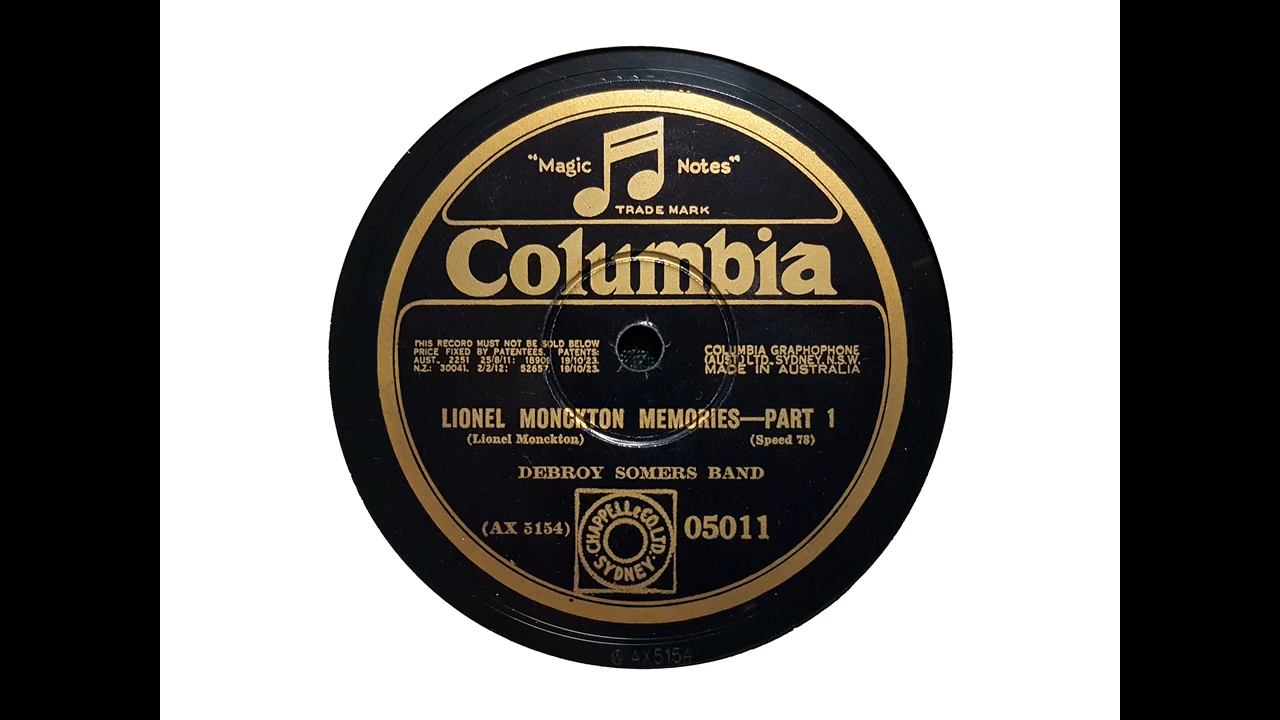 "Magic Notes"
TRADE MARK
Columbia
THIS RECORD MUST NOT BE SOLD BELOW
PRICE FIXED BY PATENTEES. PATENTS:
AUST. 2251 25/8/11: 18909 19/10/23.
N.Z.: 30041. 2/2/12: 52657. 19/10/23.
COLUMBIA GRAPHOPHONE
(AUST.) LTD. SYDNEY. N.S.W.
MADE IN AUSTRALIA
LIONEL MONCKTON MEMORIES—PART 1
(Lionel Monckton) (Speed 78)
DEBROY SOMERS BAND
(AX 5154) 05011
CHAPPELL & CO. LTD.
SYDNEY
AX5154